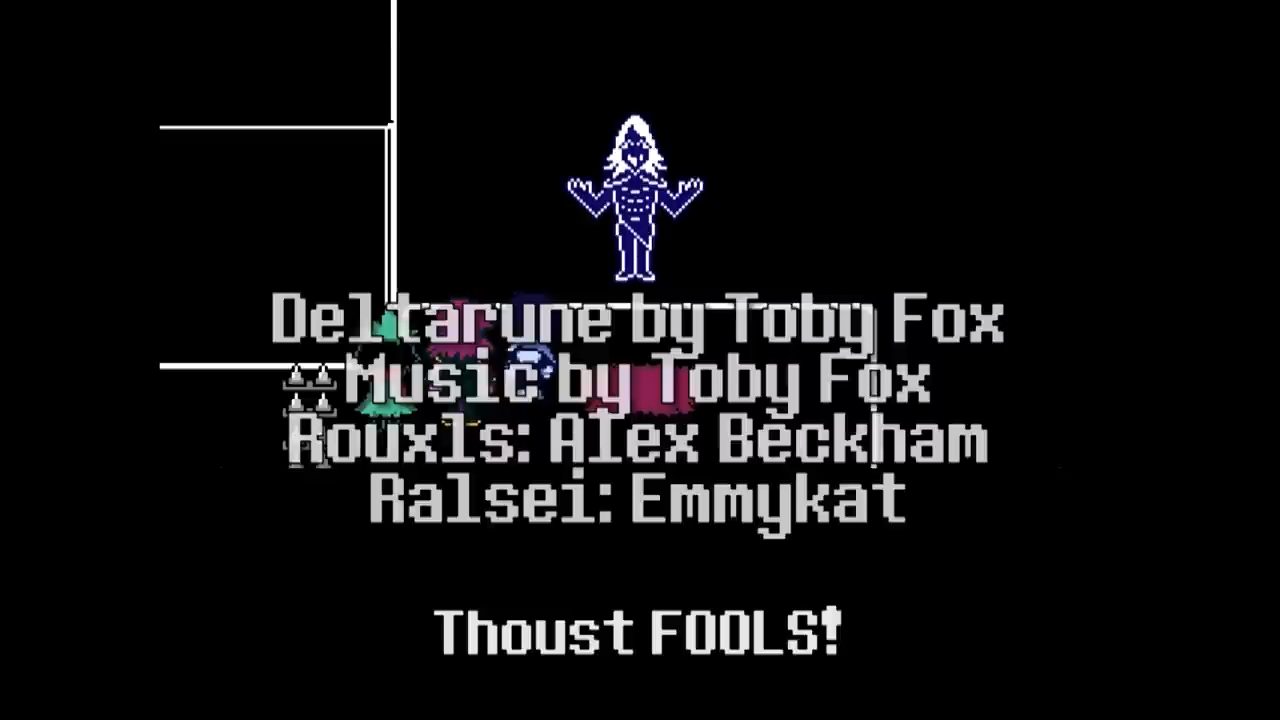 Deltarune by Toby Fox
Music by Toby Fox
Rouxls: Alex Beckham
Ralsei: Emmykat
Thoust FOOLS!